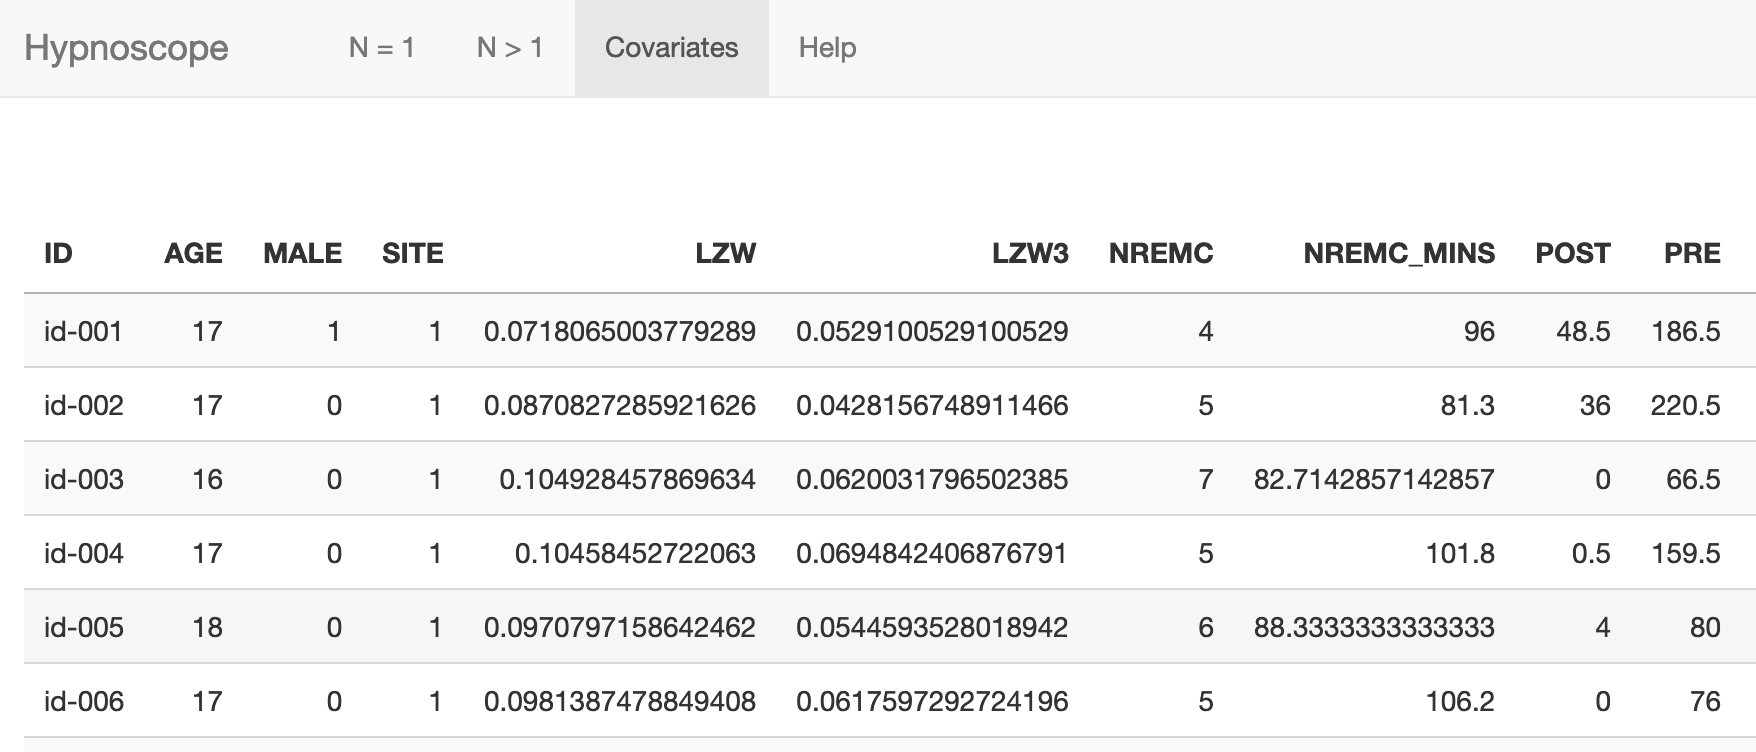 Hypnoscope N = 1 N > 1 Covariates Help
ID AGE MALE SITE LZW LZW3 NREMC NREMC_MINS POST PRE
id-001 17 1 1 0.0718065003779289 0.0529100529100529 4 96 48.5 186.5
id-002 17 0 1 0.0870827285921626 0.0428156748911466 5 81.3 36 220.5
id-003 16 0 1 0.104928457869634 0.0620031796502385 7 82.7142857142857 0 66.5
id-004 17 0 1 0.10458452722063 0.0694842406876791 5 101.8 0.5 159.5
id-005 18 0 1 0.0970797158642462 0.0544593528018942 6 88.3333333333333 4 80
id-006 17 0 1 0.0981387478849408 0.0617597292724196 5 106.2 0 76